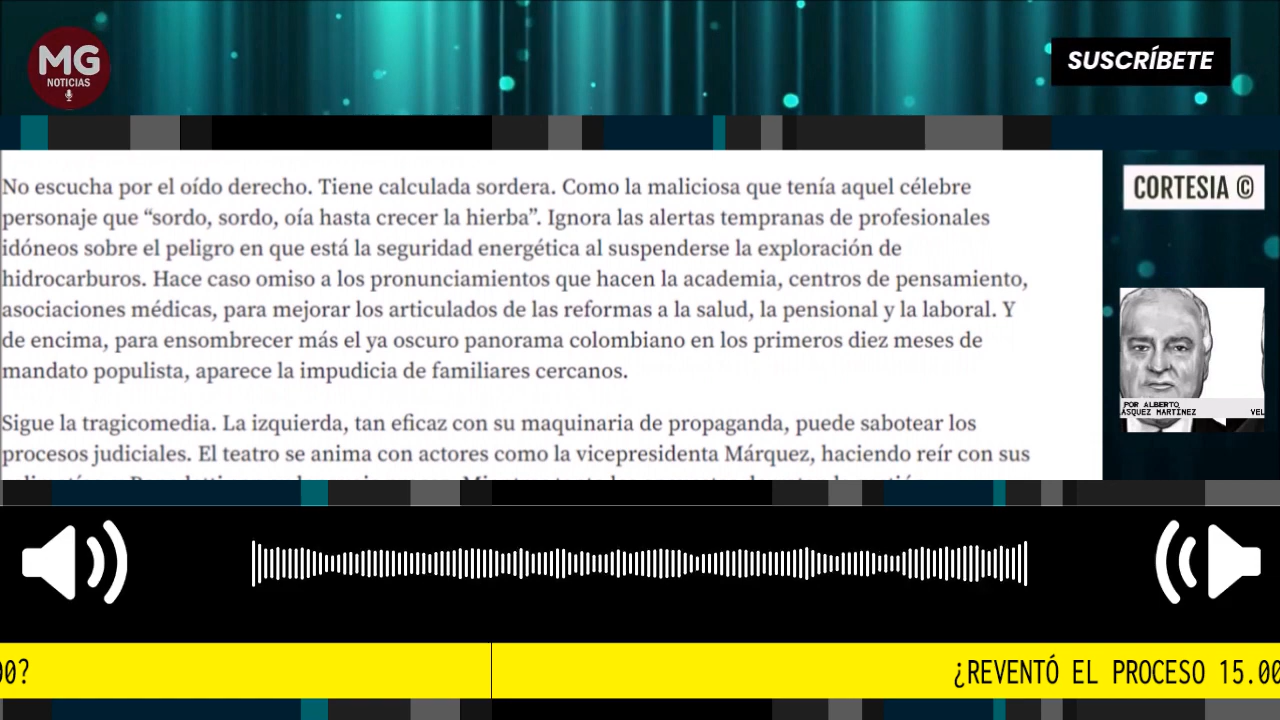 MG
NOTICIAS
SUSCRÍBETE
No escucha por el oído derecho. Tiene calculada sordera. Como la maliciosa que tenía aquel célebre
personaje que “sordo, sordo, oía hasta crecer la hierba”. Ignora las alertas tempranas de profesionales
idóneos sobre el peligro en que está la seguridad energética al suspenderse la exploración de
hidrocarburos. Hace caso omiso a los pronunciamientos que hacen la academia, centros de pensamiento,
asociaciones médicas, para mejorar los articulados de las reformas a la salud, la pensional y la laboral. Y
de encima, para ensombrecer más el ya oscuro panorama colombiano en los primeros diez meses de
mandato populista, aparece la impudicia de familiares cercanos.
Sigue la tragicomedia. La izquierda, tan eficaz con su maquinaria de propaganda, puede sabotear los
procesos judiciales. El teatro se anima con actores como la vicepresidenta Márquez, haciendo reír con sus
CORTESIA ©
POR ALBERTO
ASQUEZ MARTINEZ VEL
00? ¿REVENTÓ EL PROCESO 15.00